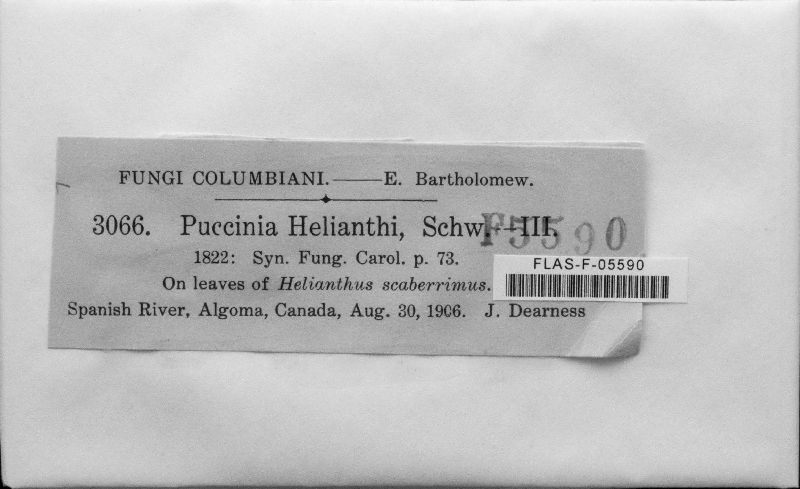 FUNGI COLUMBIANI.——E. Bartholomew.
3066. Puccinia Helianthi, Schw.—III.
F5590
1822: Syn. Fung. Carol. p. 73.
FLAS-F-05590
On leaves of Helianthus scaberrimus.
Spanish River, Algoma, Canada, Aug. 30, 1906. J. Dearness